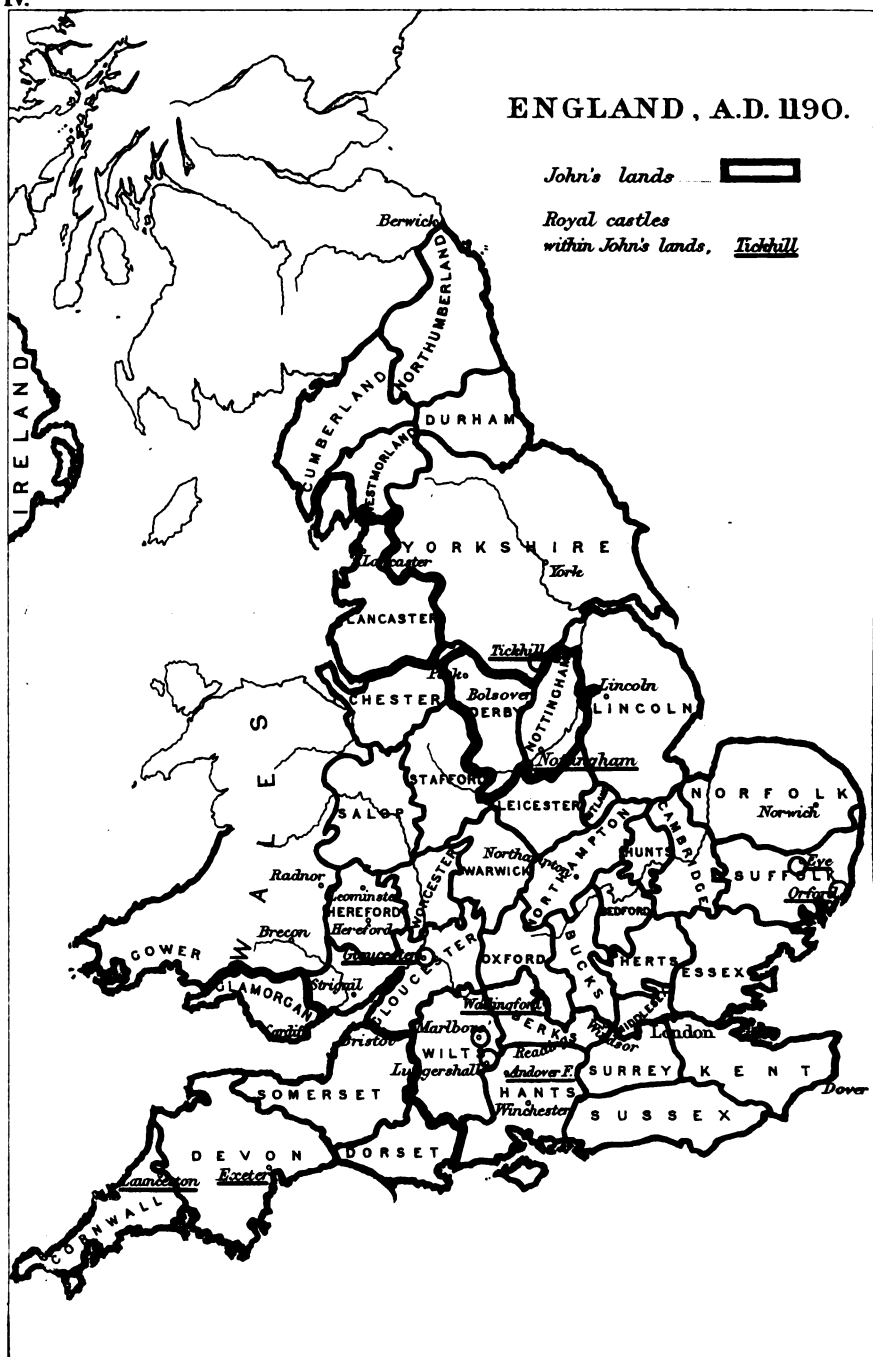 IV.
ENGLAND, A.D. 1190.
John's lands
Royal castles
within John's lands, Tickhill
Berwick
NORTHUMBERLAND
CUMBERLAND
DURHAM
WESTMORLAND
IRELAND
YORKSHIRE
Lancaster
York
LANCASTER
Tickhill
Peak
CHESTER
Bolsover
DERBY
NOTTINGHAM
Lincoln
LINCOLN
Nottingham
WALES
STAFFORD
SALOP
LEICESTER
NORFOLK
Norwich
CAMBRIDGE
HUNTS
Northampton
NORTHAMPTON
WARWICK
WORCESTER
Eye
SUFFOLK
Orford
Radnor
Leominster
HEREFORD
Hereford
BEDFORD
Brecon
GOWER
Gloucester
GLOUCESTER
OXFORD
BUCKS
HERTS
ESSEX
GLAMORGAN
Striguil
Cardiff
Bristol
Wallingford
BERKS
MIDDLESEX
Windsor
London
Marlboro'
WILTS
Reading
Luggershall
Andover F.
SURREY
KENT
Dover
SOMERSET
HANTS
Winchester
SUSSEX
DEVON
DORSET
Launceston
Exeter
CORNWALL